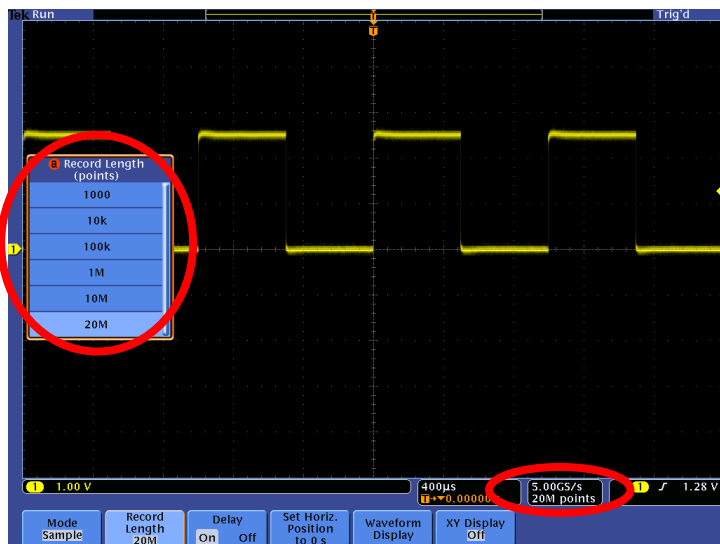 Tek Run
Trig'd
T
T
a Record Length
(points)
1000
10k
100k
1M
10M
20M
1
1 1.00 V
400μs
T→▼0.00000
5.00GS/s
20M points
1 1.28 V
Mode
Sample
Record
Length
20M
Delay
On Off
Set Horiz.
Position
to 0 s
Waveform
Display
XY Display
Off